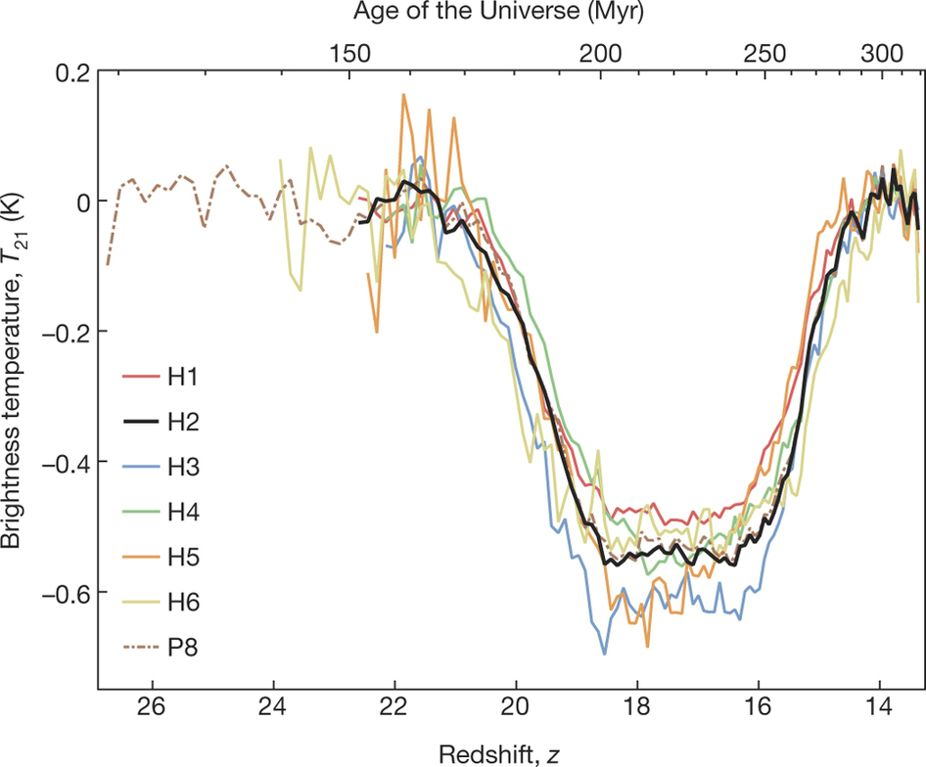 Age of the Universe (Myr)
150 200 250 300
0.2
0
−0.2
−0.4
−0.6
Brightness temperature, T21 (K)
H1
H2
H3
H4
H5
H6
P8
26 24 22 20 18 16 14
Redshift, z